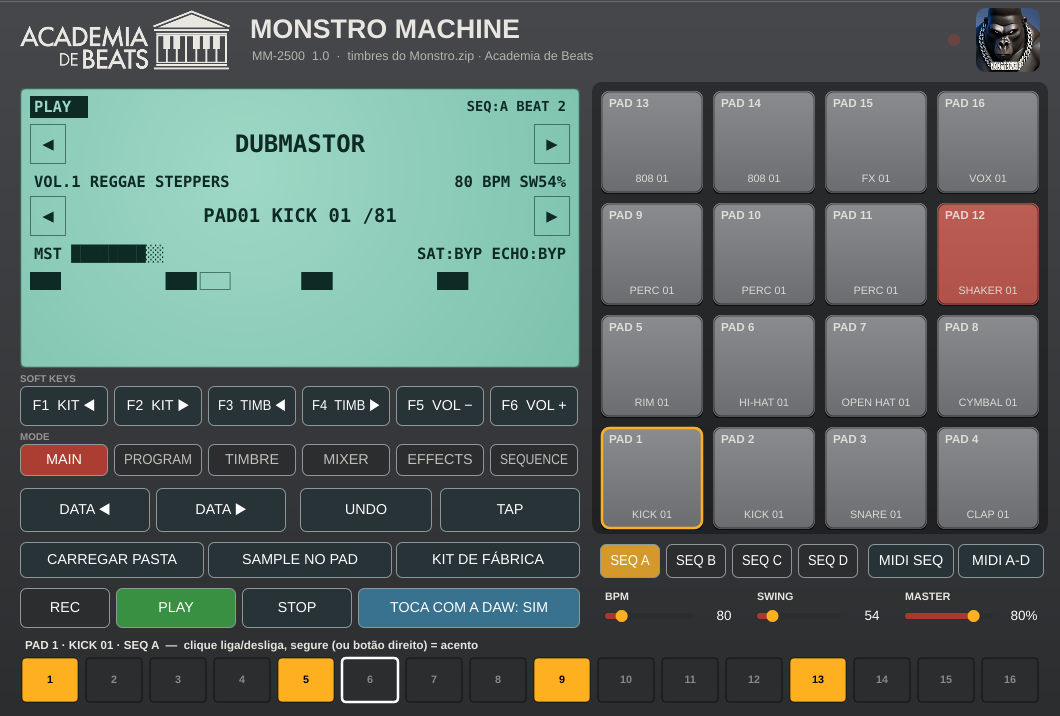 ACADEMIA
DE BEATS
MONSTRO MACHINE
MM-2500 1.0 · timbres do Monstro.zip · Academia de Beats
PLAY
SEQ:A BEAT 2
◀ DUBMASTOR ▶
VOL.1 REGGAE STEPPERS
80 BPM SW54%
◀ PAD01 KICK 01 /81 ▶
MST
SAT:BYP ECHO:BYP
SOFT KEYS
F1 KIT ◀
F2 KIT ▶
F3 TIMB ◀
F4 TIMB ▶
F5 VOL −
F6 VOL +
MODE
MAIN
PROGRAM
TIMBRE
MIXER
EFFECTS
SEQUENCE
DATA ◀
DATA ▶
UNDO
TAP
CARREGAR PASTA
SAMPLE NO PAD
KIT DE FÁBRICA
REC
PLAY
STOP
TOCA COM A DAW: SIM
PAD 13
808 01
PAD 14
808 01
PAD 15
FX 01
PAD 16
VOX 01
PAD 9
PERC 01
PAD 10
PERC 01
PAD 11
PERC 01
PAD 12
SHAKER 01
PAD 5
RIM 01
PAD 6
HI-HAT 01
PAD 7
OPEN HAT 01
PAD 8
CYMBAL 01
PAD 1
KICK 01
PAD 2
KICK 01
PAD 3
SNARE 01
PAD 4
CLAP 01
SEQ A
SEQ B
SEQ C
SEQ D
MIDI SEQ
MIDI A-D
BPM
80
SWING
54
MASTER
80%
PAD 1 · KICK 01 · SEQ A — clique liga/desliga, segure (ou botão direito) = acento
1 2 3 4 5 6 7 8 9 10 11 12 13 14 15 16